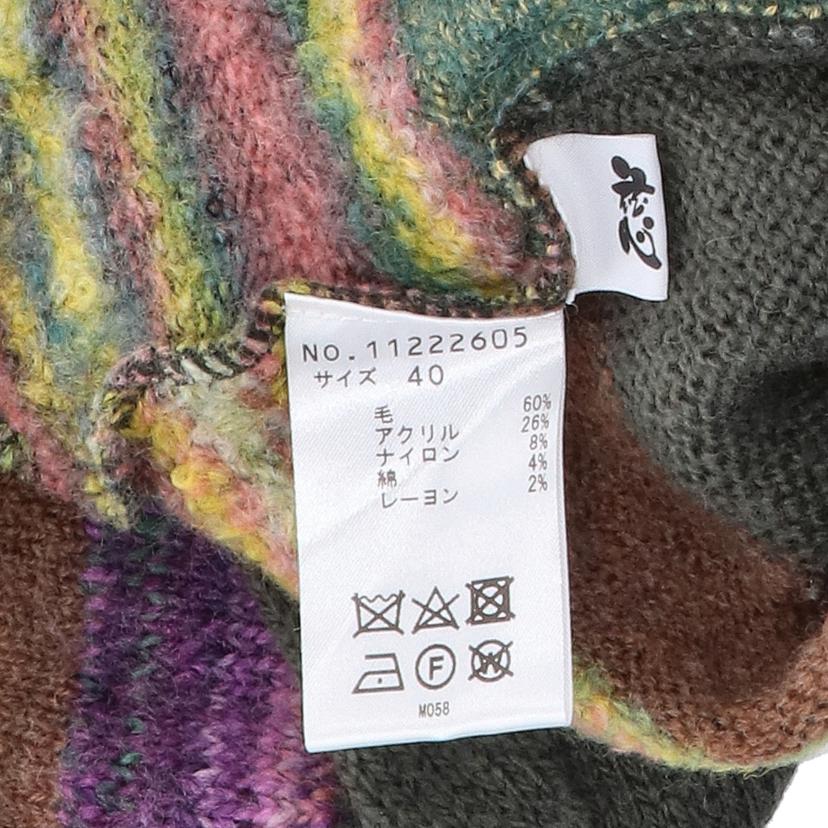 NO.11222605
サイズ 40
毛 60%
アクリル 26%
ナイロン 8%
綿 4%
レーヨン 2%
F
W
M058